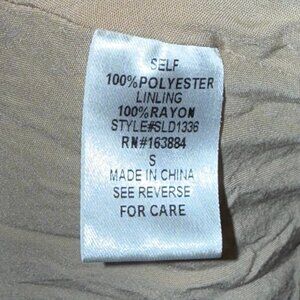 SELF
100%POLYESTER
LINLING
100%RAYON
STYLE#SLD1336
RN#163884
S
MADE IN CHINA
SEE REVERSE
FOR CARE